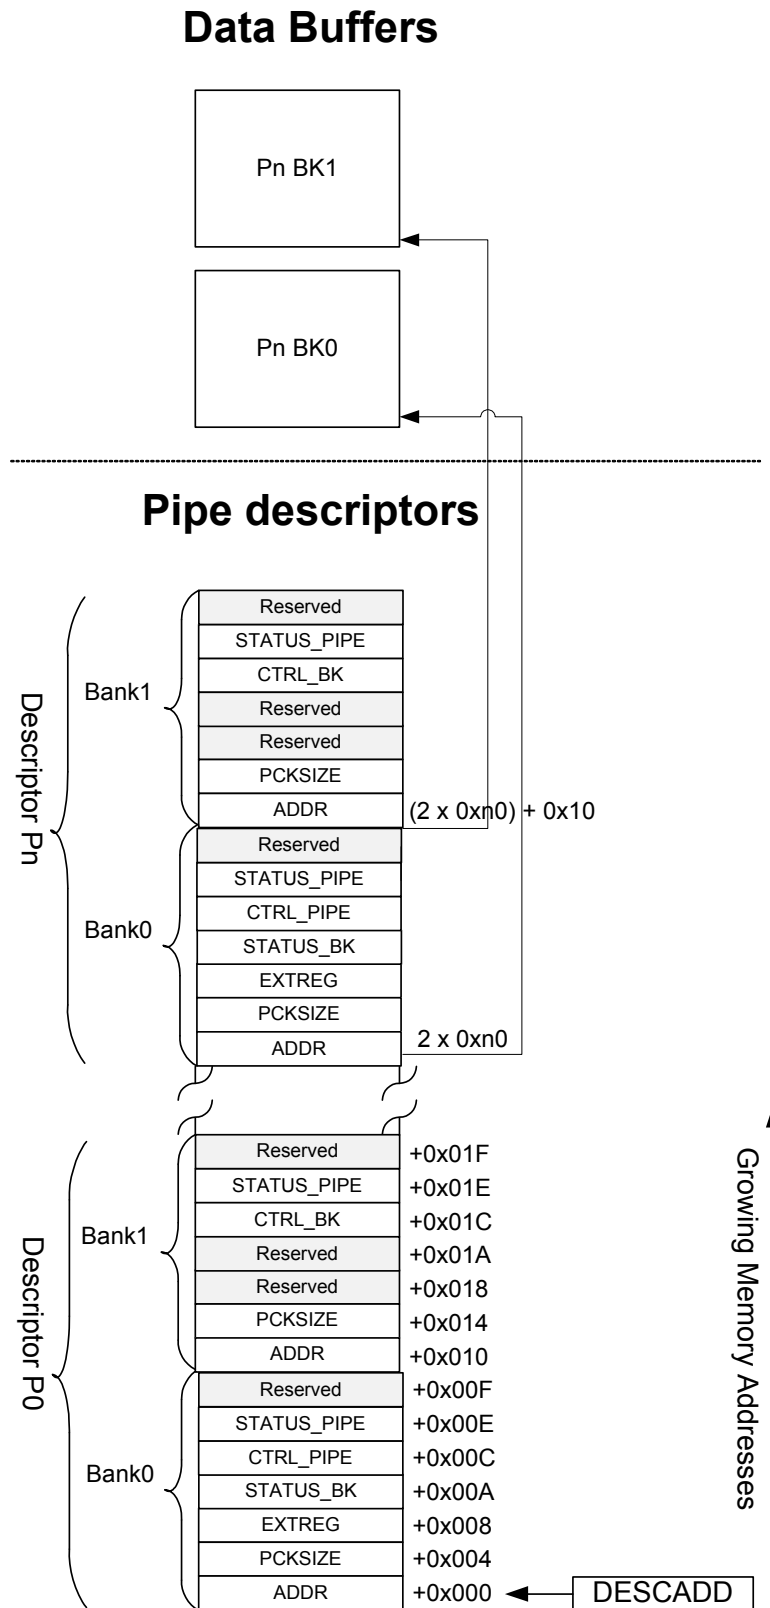 Data Buffers
Pn BK1
Pn BK0
Pipe descriptors
Descriptor Pn
Bank1
Reserved
STATUS_PIPE
CTRL_BK
Reserved
Reserved
PCKSIZE
ADDR (2 x 0xn0) + 0x10
Bank0
Reserved
STATUS_PIPE
CTRL_PIPE
STATUS_BK
EXTREG
PCKSIZE
ADDR 2 x 0xn0
Descriptor P0
Bank1
Reserved +0x01F
STATUS_PIPE +0x01E
CTRL_BK +0x01C
Reserved +0x01A
Reserved +0x018
PCKSIZE +0x014
ADDR +0x010
Bank0
Reserved +0x00F
STATUS_PIPE +0x00E
CTRL_PIPE +0x00C
STATUS_BK +0x00A
EXTREG +0x008
PCKSIZE +0x004
ADDR +0x000 DESCADD
Growing Memory Addresses